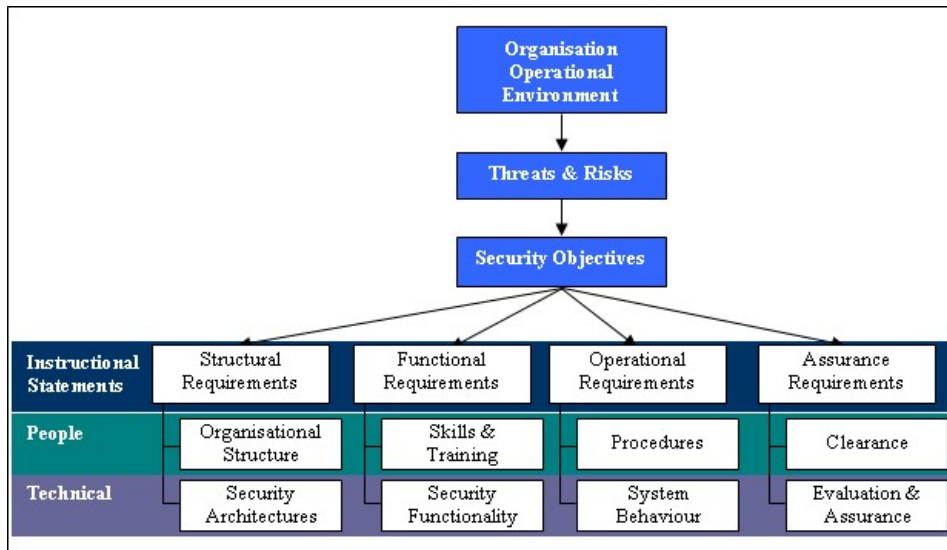 Organisation
Operational
Environment
Threats & Risks
Security Objectives
Instructional
Statements
Structural
Requirements
Functional
Requirements
Operational
Requirements
Assurance
Requirements
People
Organisational
Structure
Skills &
Training
Procedures
Clearance
Technical
Security
Architectures
Security
Functionality
System
Behaviour
Evaluation &
Assurance